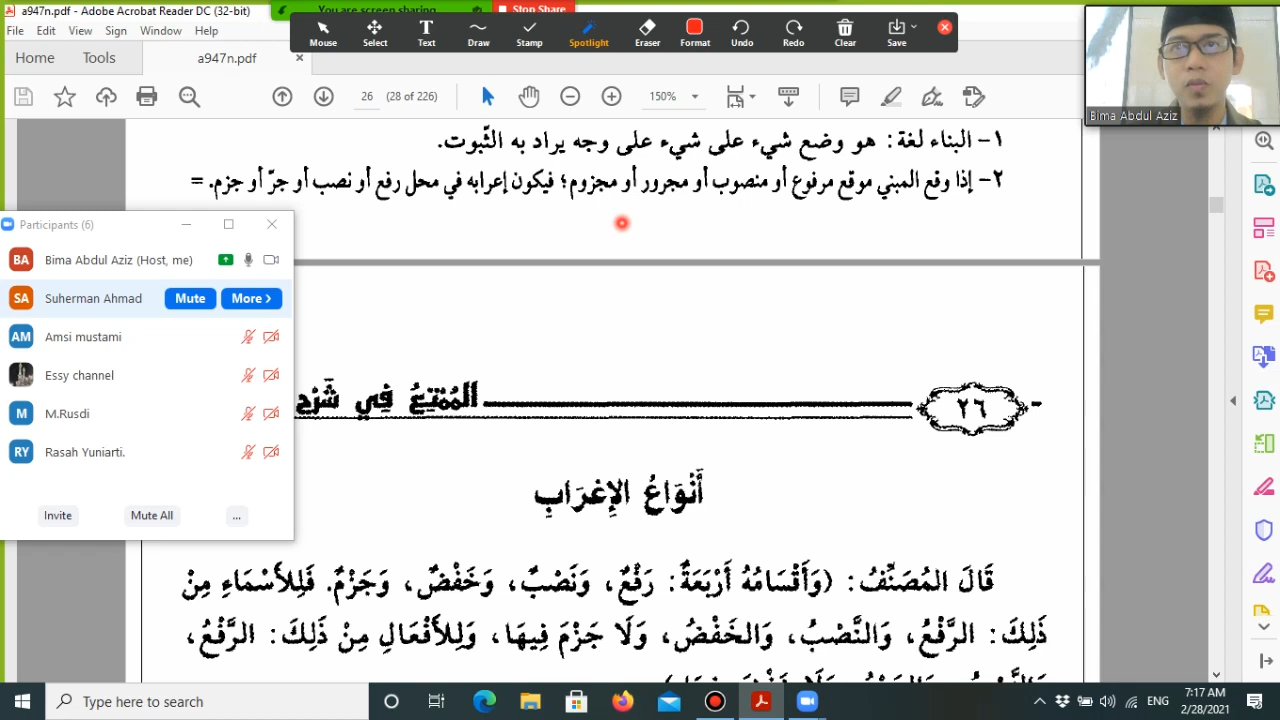 a947n.pdf - Adobe Acrobat Reader DC (32-bit)
You are screen sharing
Stop Share
File Edit View Sign Window Help
Mouse Select Text Draw Stamp Spotlight Eraser Format Undo Redo Clear Save
Home Tools a947n.pdf
26 (28 of 226) 150%
Bima Abdul Aziz
١- البناء لغة: هو وضع شيء على شيء على وجه يراد به الثّبوت.
٢- إذا وقع المبني موقع مرفوع أو منصوب أو مجرور أو مجزوم؛ فيكون إعرابه في محل رفع أو نصب أو جرّ أو جزم. =
Participants (6)
BA Bima Abdul Aziz (Host, me)
SA Suherman Ahmad Mute More
AM Amsi mustami
Essy channel
M M.Rusdi
RY Rasah Yuniarti.
Invite Mute All ...
المُمْتِعُ فِي شَرْحِ
٢٦
أَنْوَاعُ الإِعْرَابِ
قَالَ المُصَنِّفُ: (وَأَقْسَامُهُ أَرْبَعَةٌ: رَفْعٌ، وَنَصْبٌ، وَخَفْضٌ، وَجَزْمٌ. فَلِلأَسْمَاءِ مِنْ
ذَلِكَ: الرَّفْعُ، وَالنَّصْبُ، وَالخَفْضُ، وَلَا جَزْمَ فِيهَا، وَلِلأَفْعَالِ مِنْ ذَلِكَ: الرَّفْعُ،
Type here to search
ENG
7:17 AM
2/28/2021